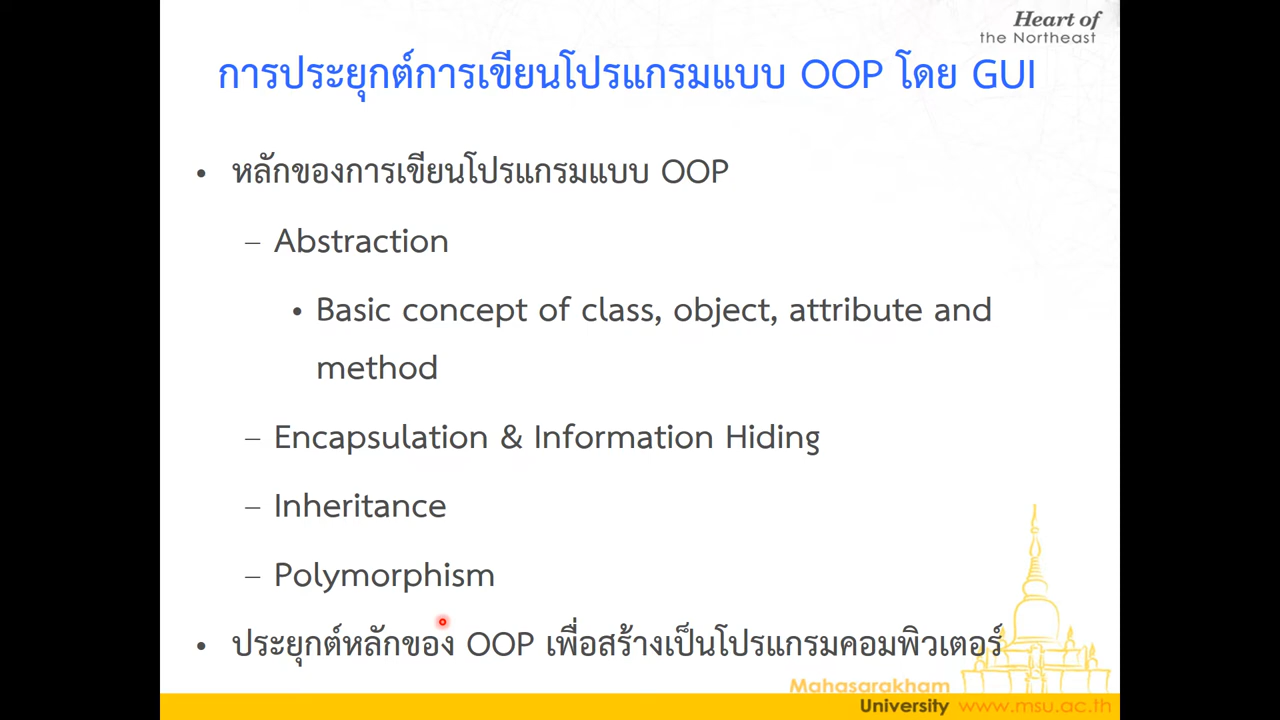 Heart of
the Northeast
การประยุกต์การเขียนโปรแกรมแบบ OOP โดย GUI
• หลักของการเขียนโปรแกรมแบบ OOP
– Abstraction
• Basic concept of class, object, attribute and
method
– Encapsulation & Information Hiding
– Inheritance
– Polymorphism
• ประยุกต์หลักของ OOP เพื่อสร้างเป็นโปรแกรมคอมพิวเตอร์
Mahasarakham
University www.msu.ac.th